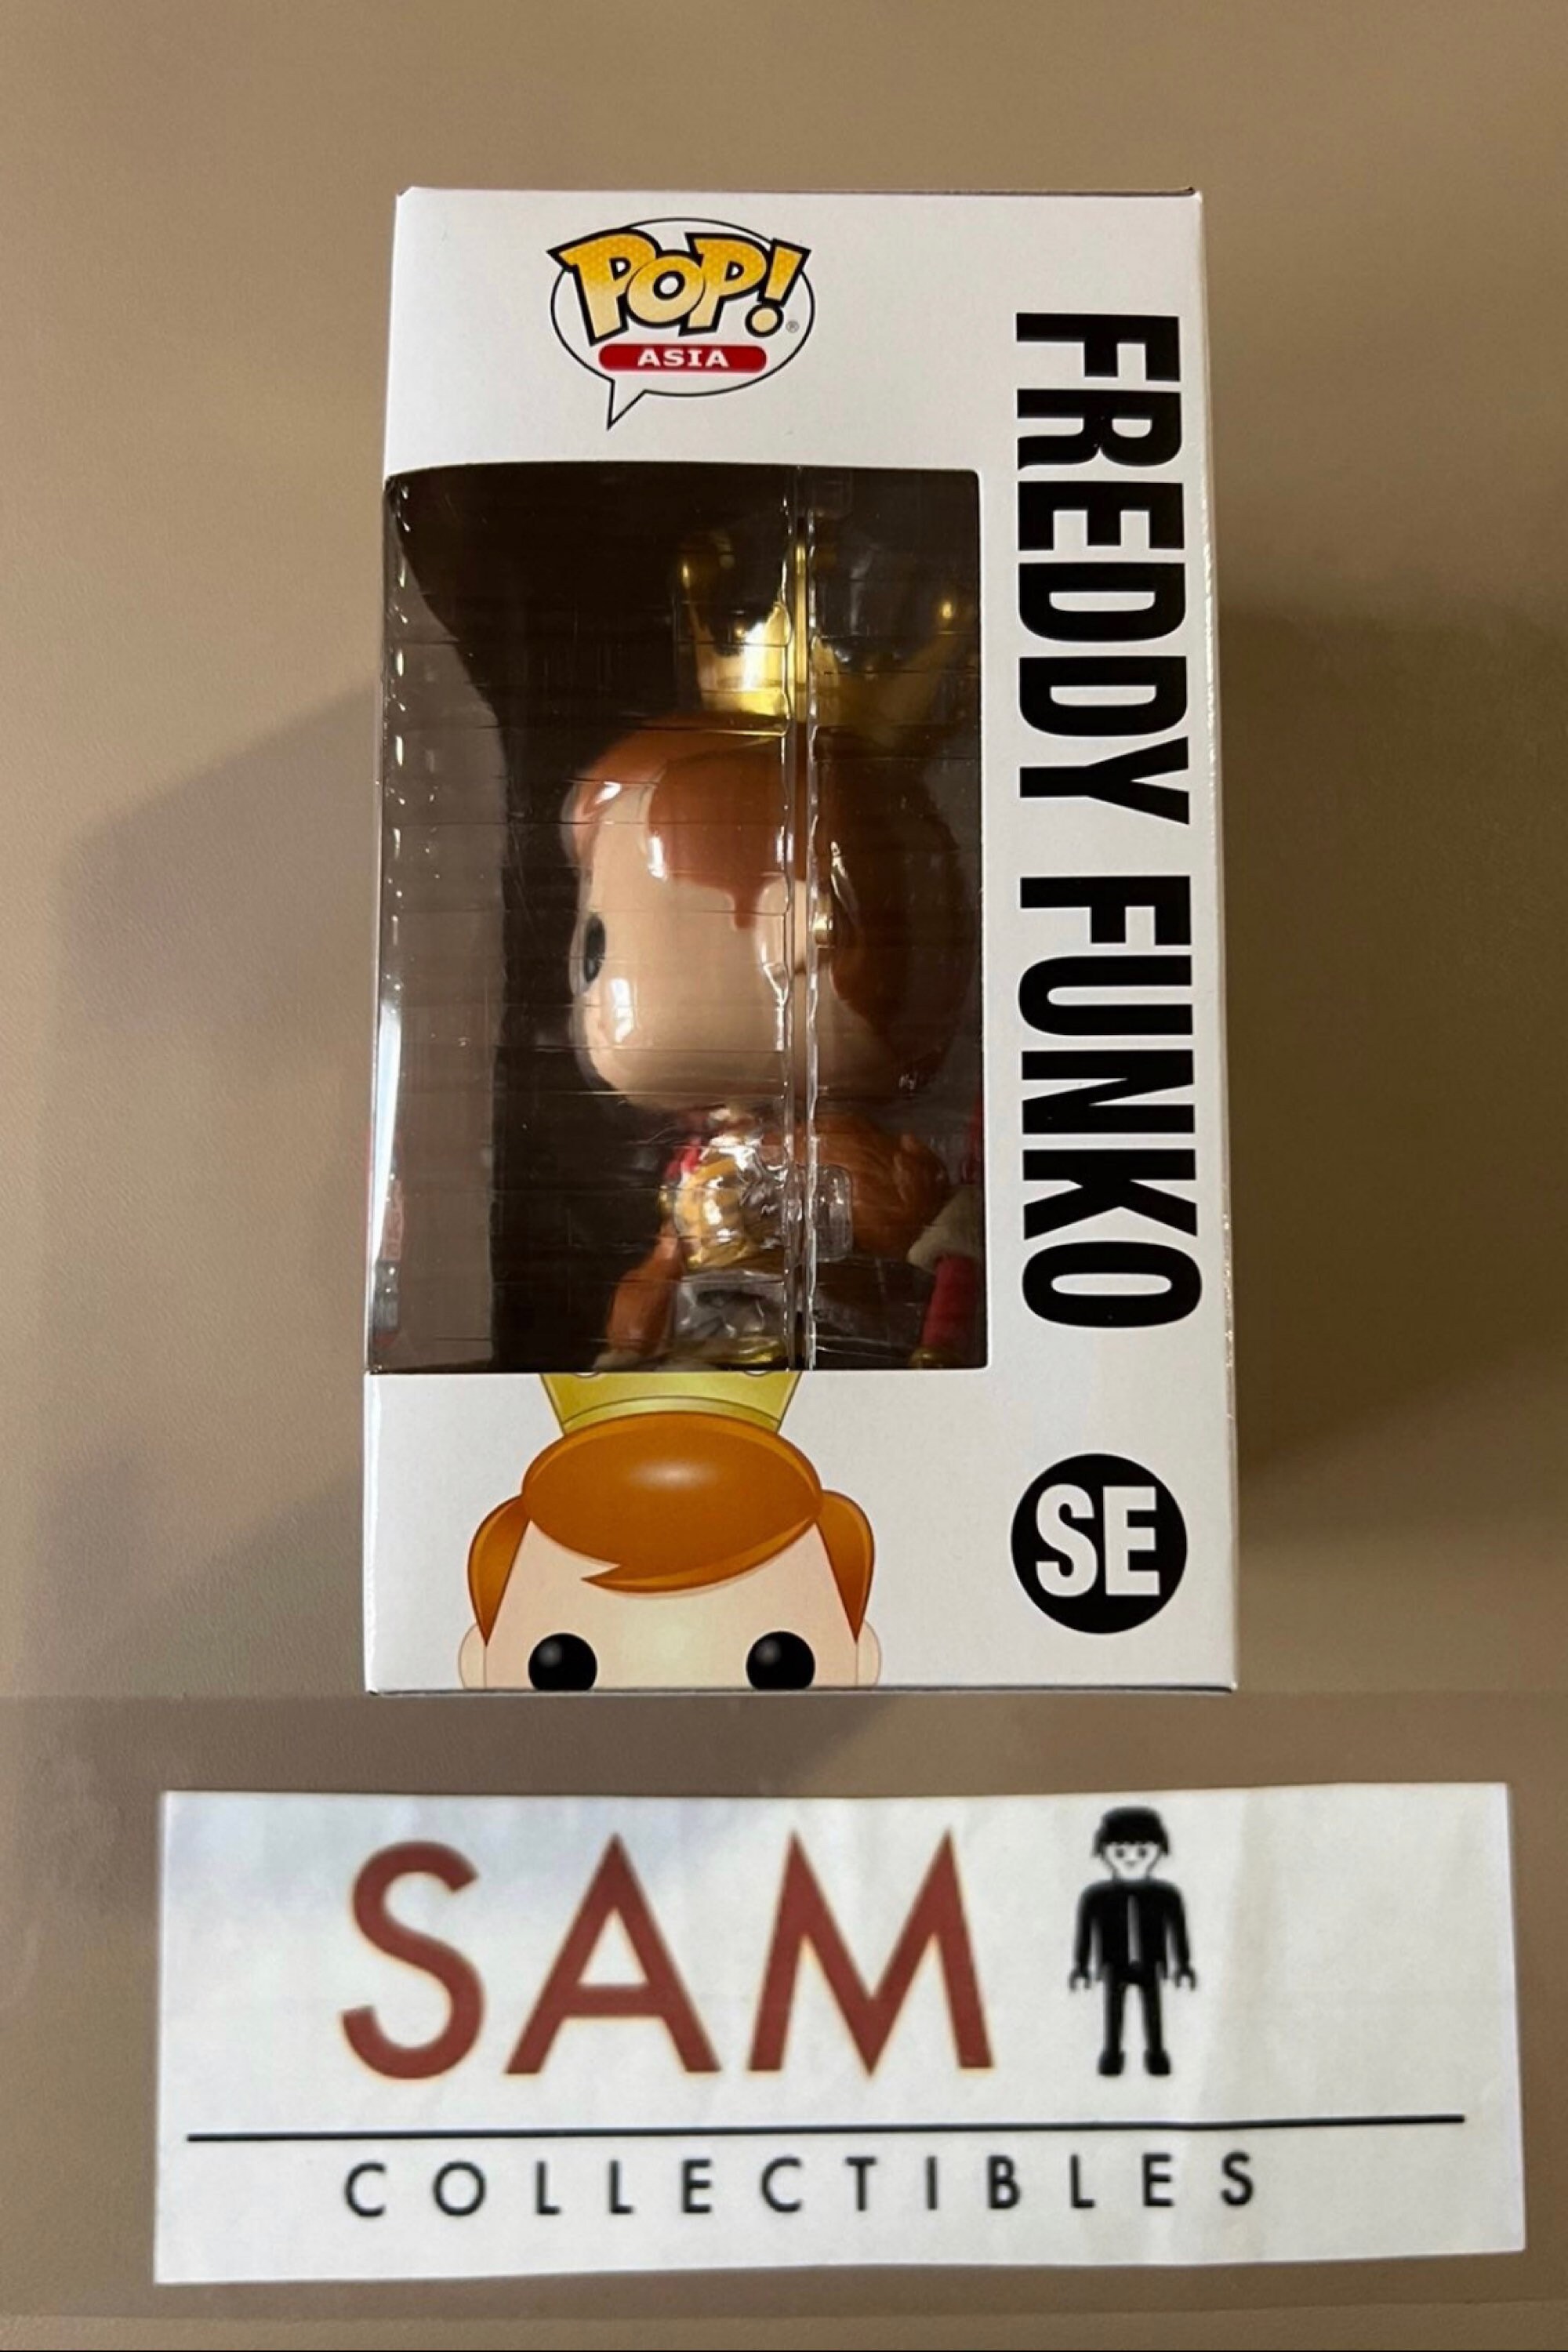 POP!®
ASIA
FREDDY FUNKO
SE
SAM
COLLECTIBLES